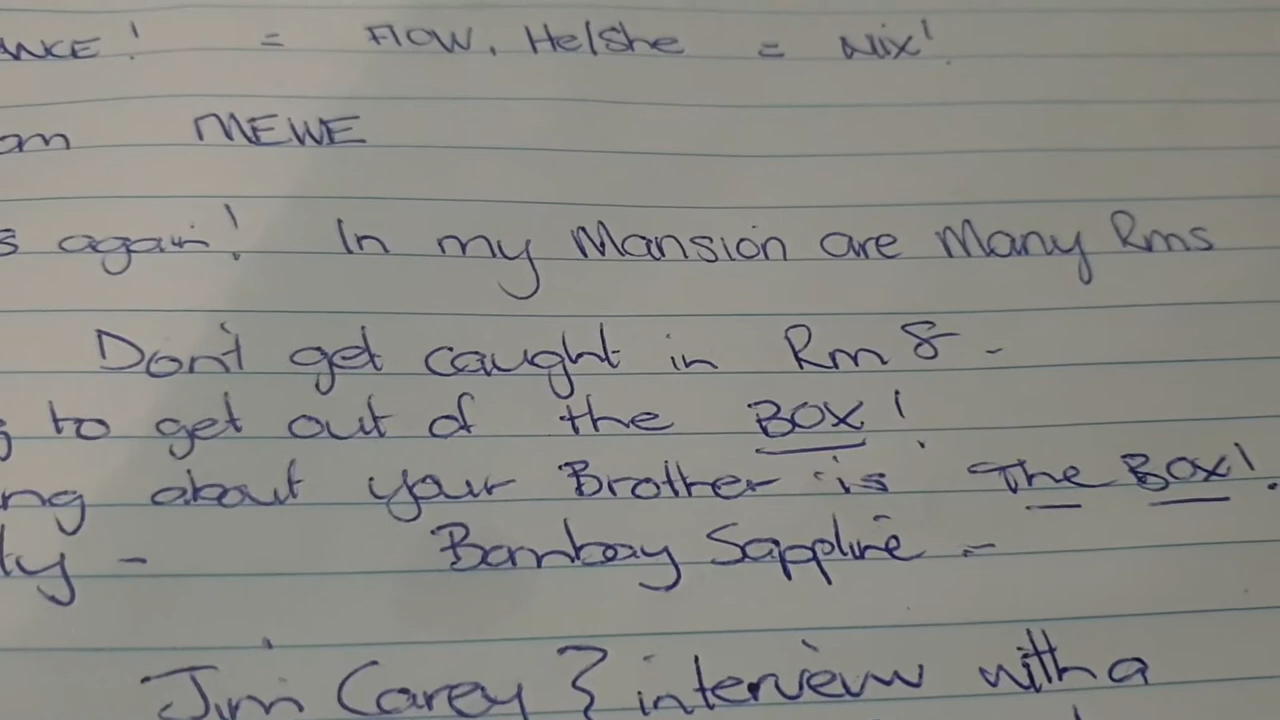 ANCE! = Flow, He/She = Nix!
om MEWE
s again! In my Mansion are Many Rms
Don't get caught in Rm 8 -
g to get out of the BOX!
ng about your Brother is The BOX!
ty - Bombay Sappline -
Jim Carey } interview with a